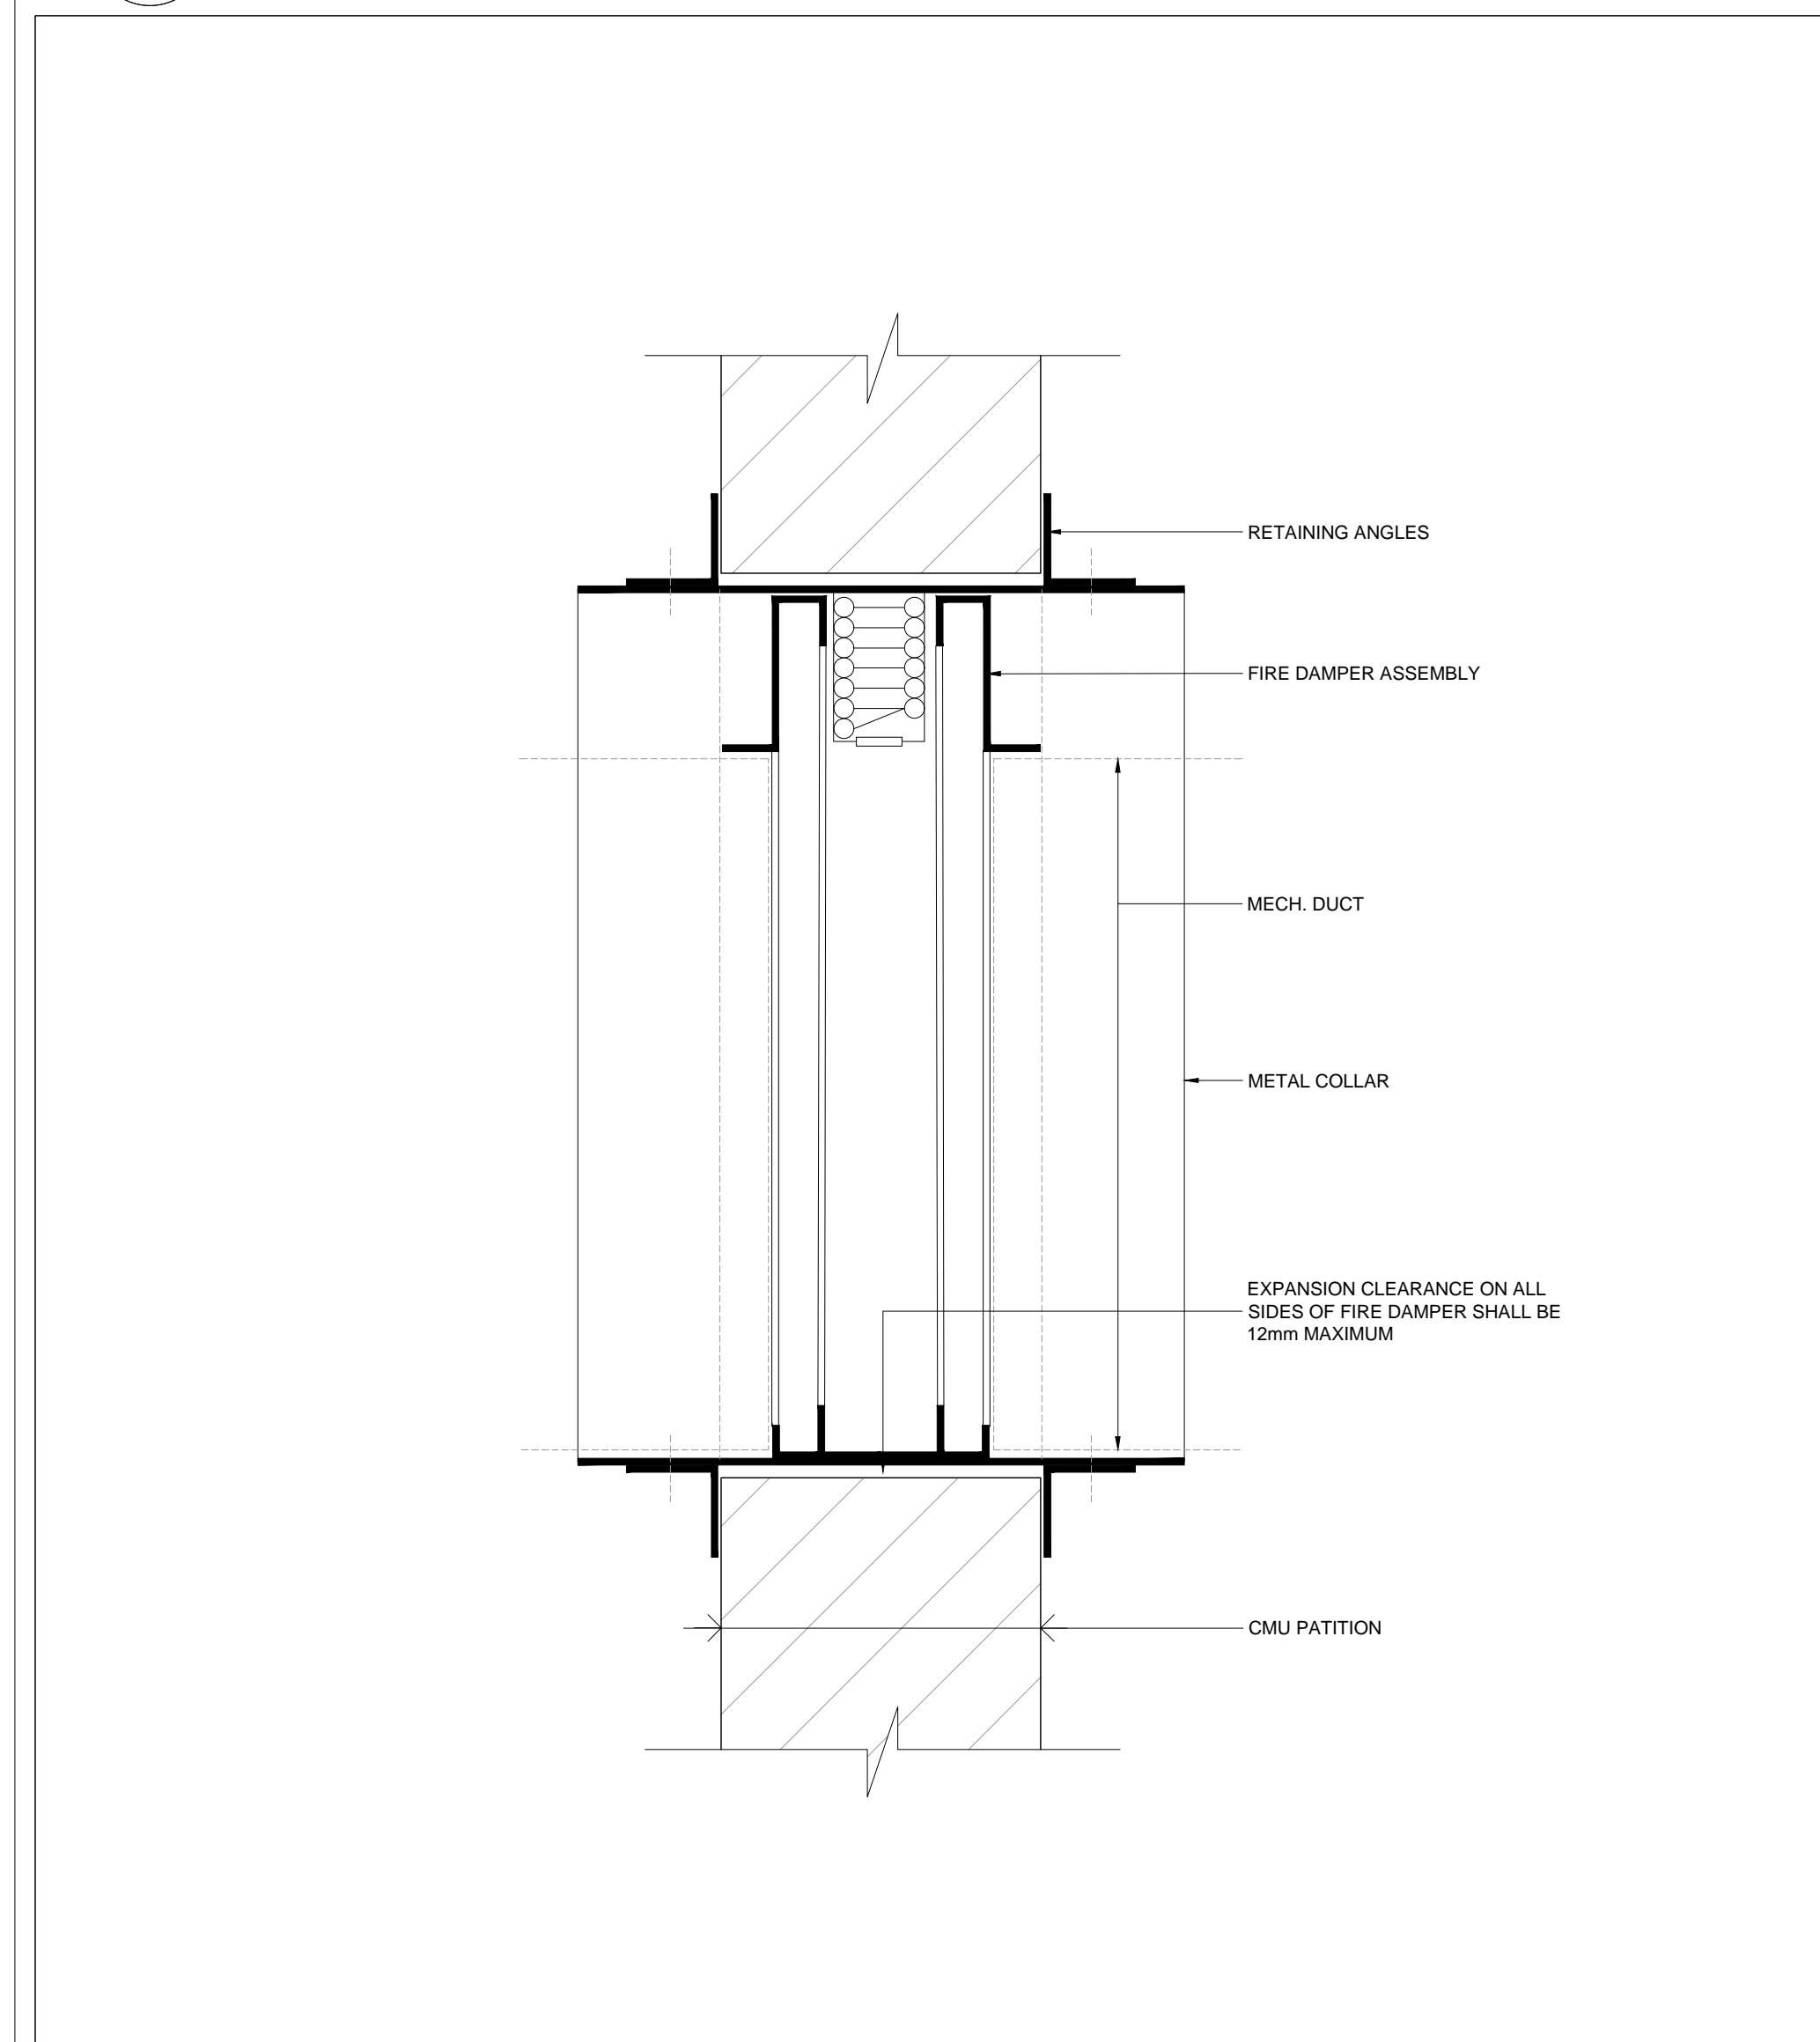 RETAINING ANGLES
FIRE DAMPER ASSEMBLY
MECH. DUCT
METAL COLLAR
EXPANSION CLEARANCE ON ALL
SIDES OF FIRE DAMPER SHALL BE
12mm MAXIMUM
CMU PATITION